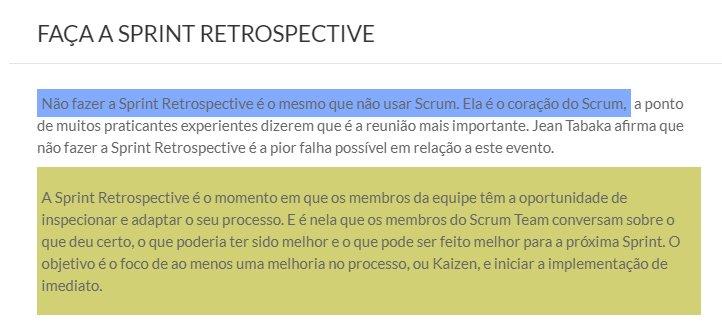 FAÇA A SPRINT RETROSPECTIVE
Não fazer a Sprint Retrospective é o mesmo que não usar Scrum. Ela é o coração do Scrum, a ponto
de muitos praticantes experientes dizerem que é a reunião mais importante. Jean Tabaka afirma que
não fazer a Sprint Retrospective é a pior falha possível em relação a este evento.
A Sprint Retrospective é o momento em que os membros da equipe têm a oportunidade de
inspecionar e adaptar o seu processo. E é nela que os membros do Scrum Team conversam sobre o
que deu certo, o que poderia ter sido melhor e o que pode ser feito melhor para a próxima Sprint. O
objetivo é o foco de ao menos uma melhoria no processo, ou Kaizen, e iniciar a implementação de
imediato.